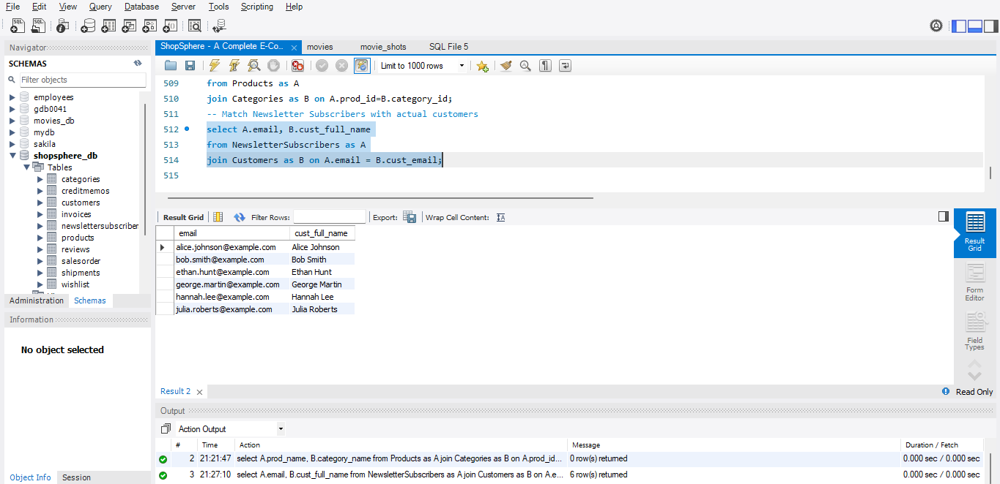 File Edit View Query Database Server Tools Scripting Help
Navigator
SCHEMAS
Filter objects
employees
gdb0041
movies_db
mydb
sakila
shopsphere_db
Tables
categories
creditmemos
customers
invoices
newslettersubscriber
products
reviews
salesorder
shipments
wishlist
Administration Schemas
Information
No object selected
Object Info Session
ShopSphere - A Complete E-Co... movies movie_shots SQL File 5
Limit to 1000 rows
509 from Products as A
510 join Categories as B on A.prod_id=B.category_id;
511 -- Match Newsletter Subscribers with actual customers
512 select A.email, B.cust_full_name
513 from NewsletterSubscribers as A
514 join Customers as B on A.email = B.cust_email;
515
Result Grid Filter Rows: Export: Wrap Cell Content:
email cust_full_name
alice.johnson@example.com Alice Johnson
bob.smith@example.com Bob Smith
ethan.hunt@example.com Ethan Hunt
george.martin@example.com George Martin
hannah.lee@example.com Hannah Lee
julia.roberts@example.com Julia Roberts
Result
Grid
Form
Editor
Field
Types
Result 2
Read Only
Output
Action Output
# Time Action Message Duration / Fetch
2 21:21:47 select A.prod_name, B.category_name from Products as A join Categories as B on A.prod_id... 0 row(s) returned 0.000 sec / 0.000 sec
3 21:27:10 select A.email, B.cust_full_name from NewsletterSubscribers as A join Customers as B on A.e... 6 row(s) returned 0.000 sec / 0.000 sec